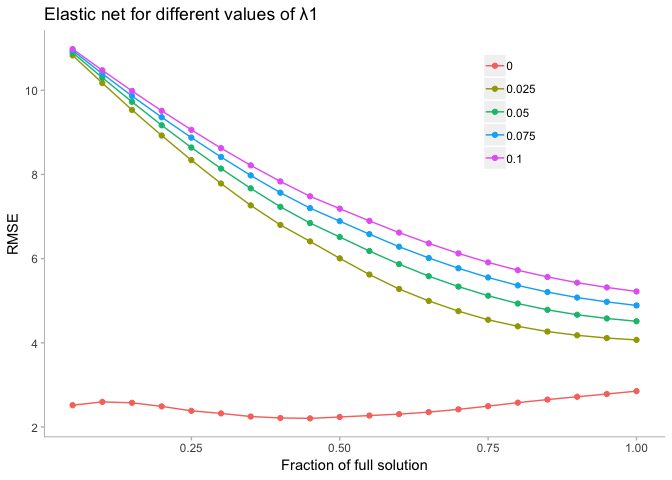 Elastic net for different values of λ1
0
0.025
0.05
0.075
0.1
10
8
6
4
2
RMSE
0.25 0.50 0.75 1.00
Fraction of full solution